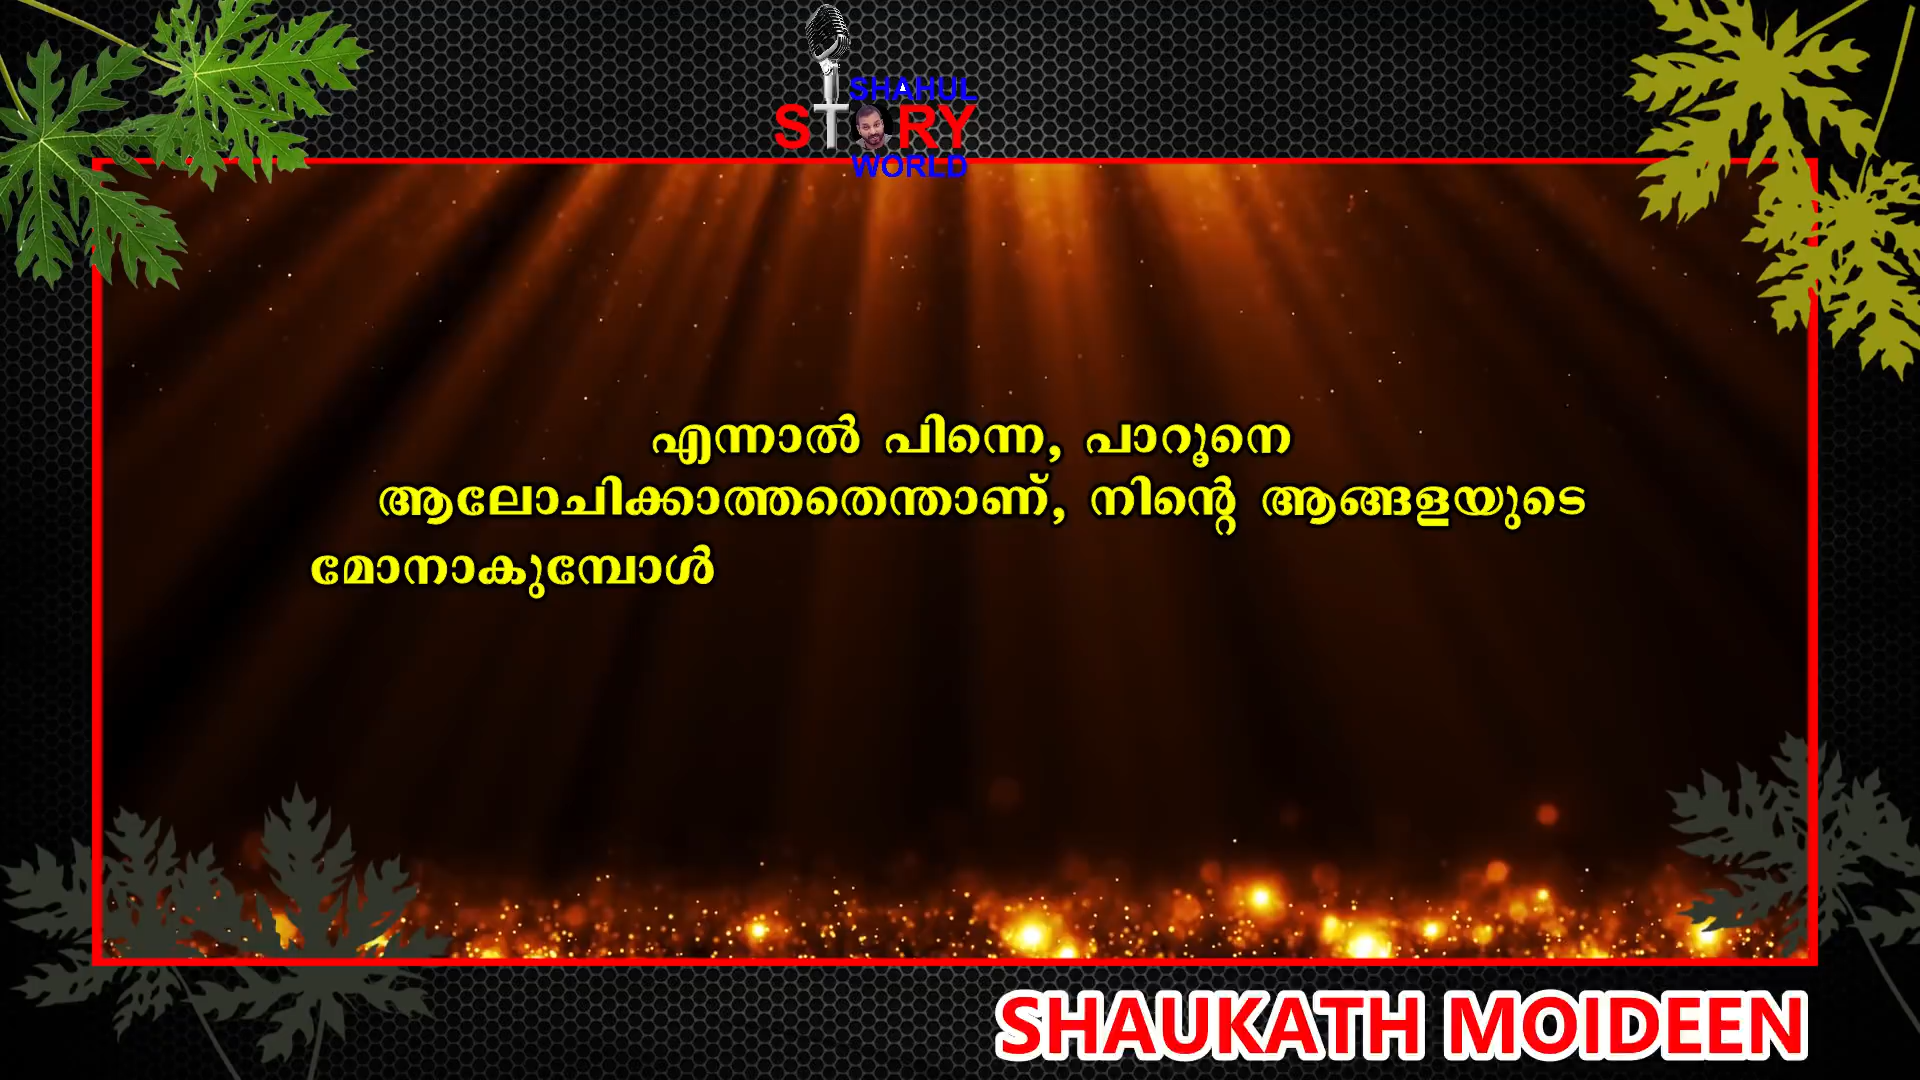 SHAHUL
STORY
WORLD
എന്നാൽ പിന്നെ, പാറൂനെ
ആലോചിക്കാത്തതെന്താണ്, നിന്റെ ആങ്ങളയുടെ
മോനാകുമ്പോൾ
SHAUKATH MOIDEEN